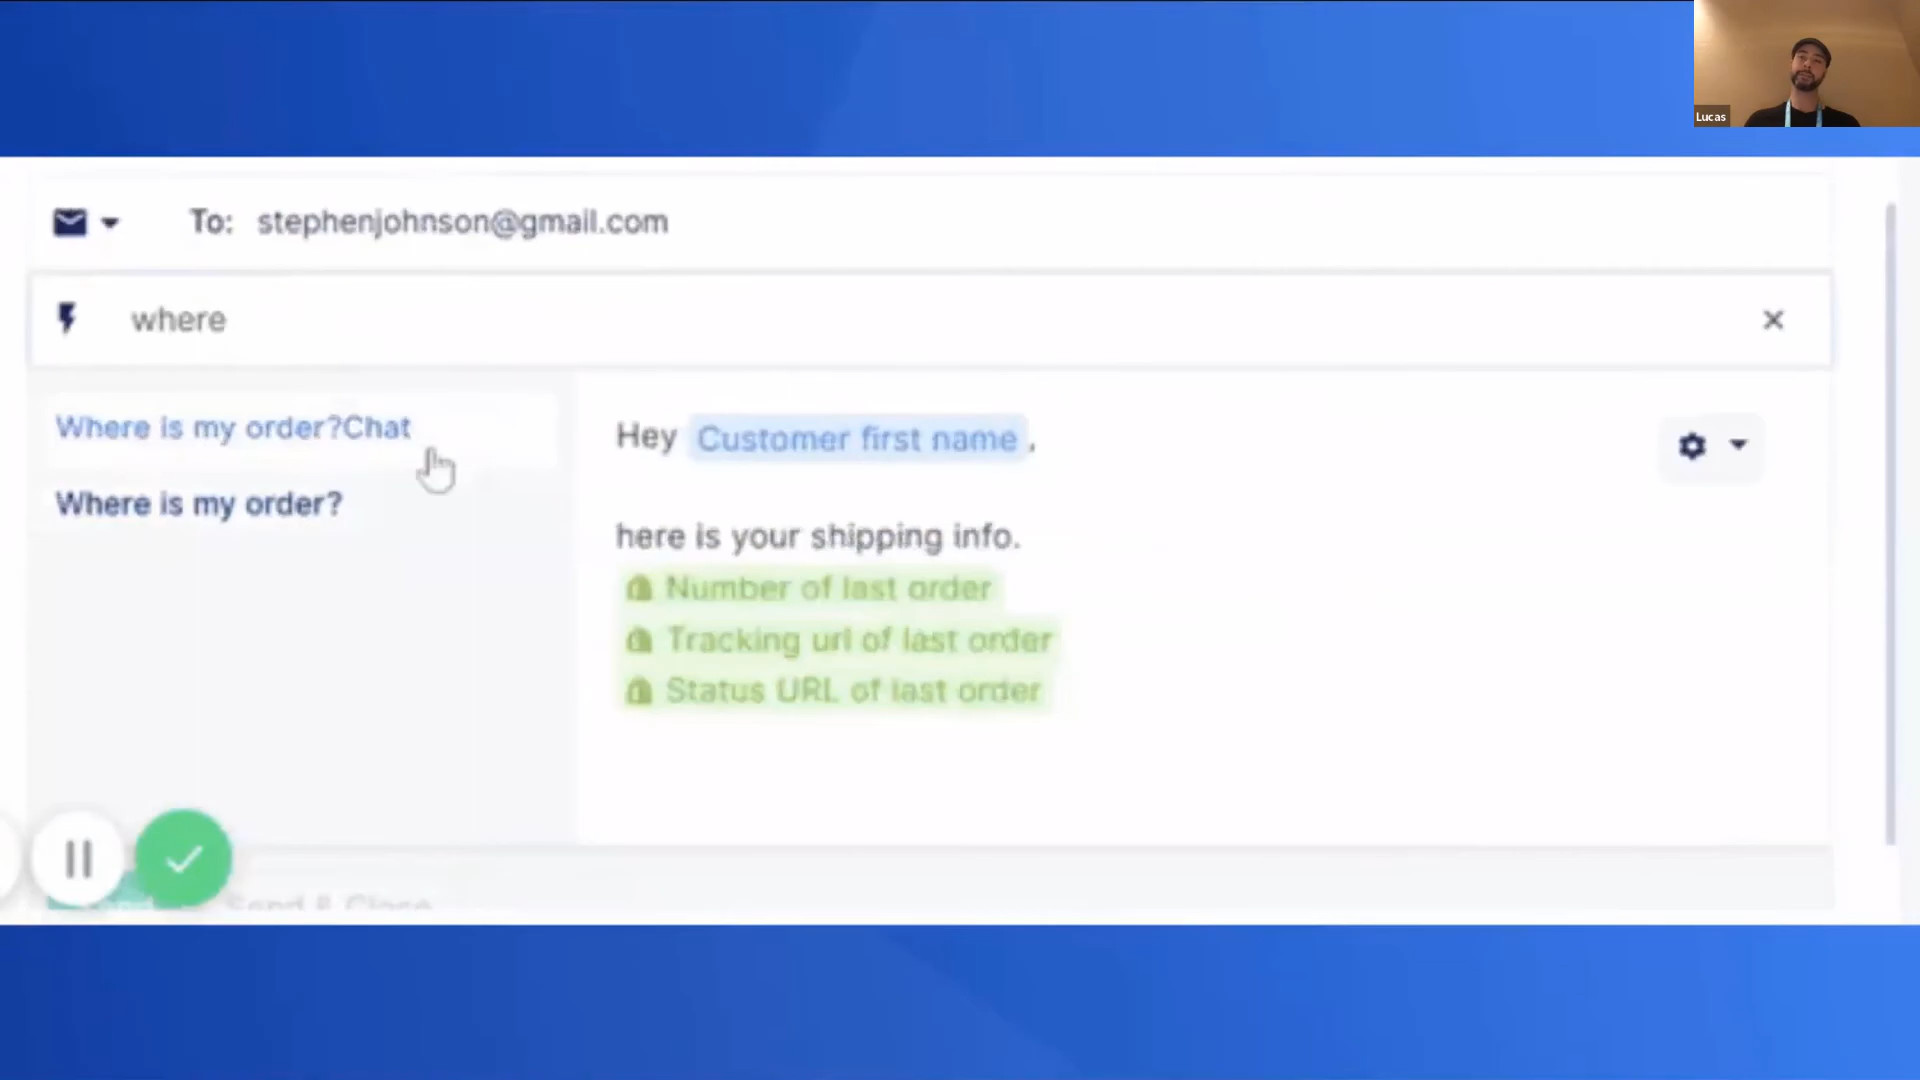 Lucas
To: stephenjohnson@gmail.com
where
Where is my order?Chat
Where is my order?
Hey Customer first name,
here is your shipping info.
Number of last order
Tracking url of last order
Status URL of last order
Send & Close